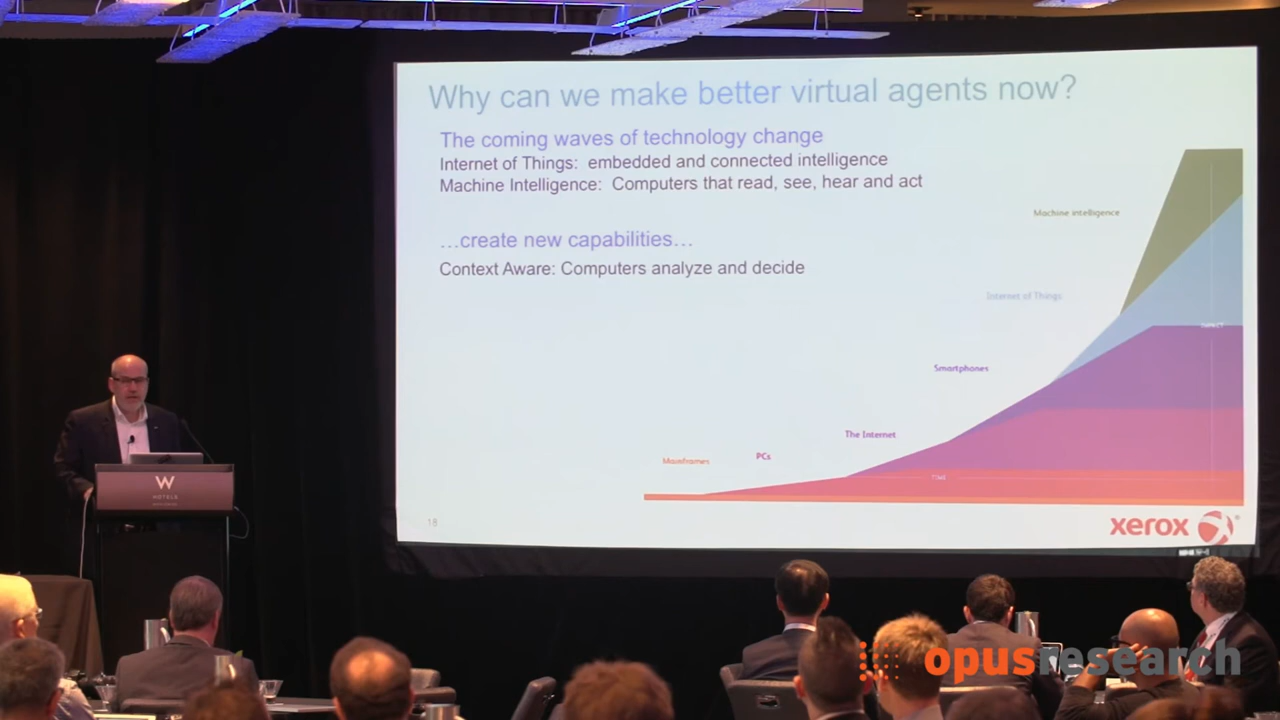 Why can we make better virtual agents now?
The coming waves of technology change
Internet of Things: embedded and connected intelligence
Machine Intelligence: Computers that read, see, hear and act
…create new capabilities…
Context Aware: Computers analyze and decide
Machine intelligence
Internet of Things
IMPACT
Smartphones
The Internet
PCs
Mainframes
TIME
18
xerox
W
HOTELS
opusresearch